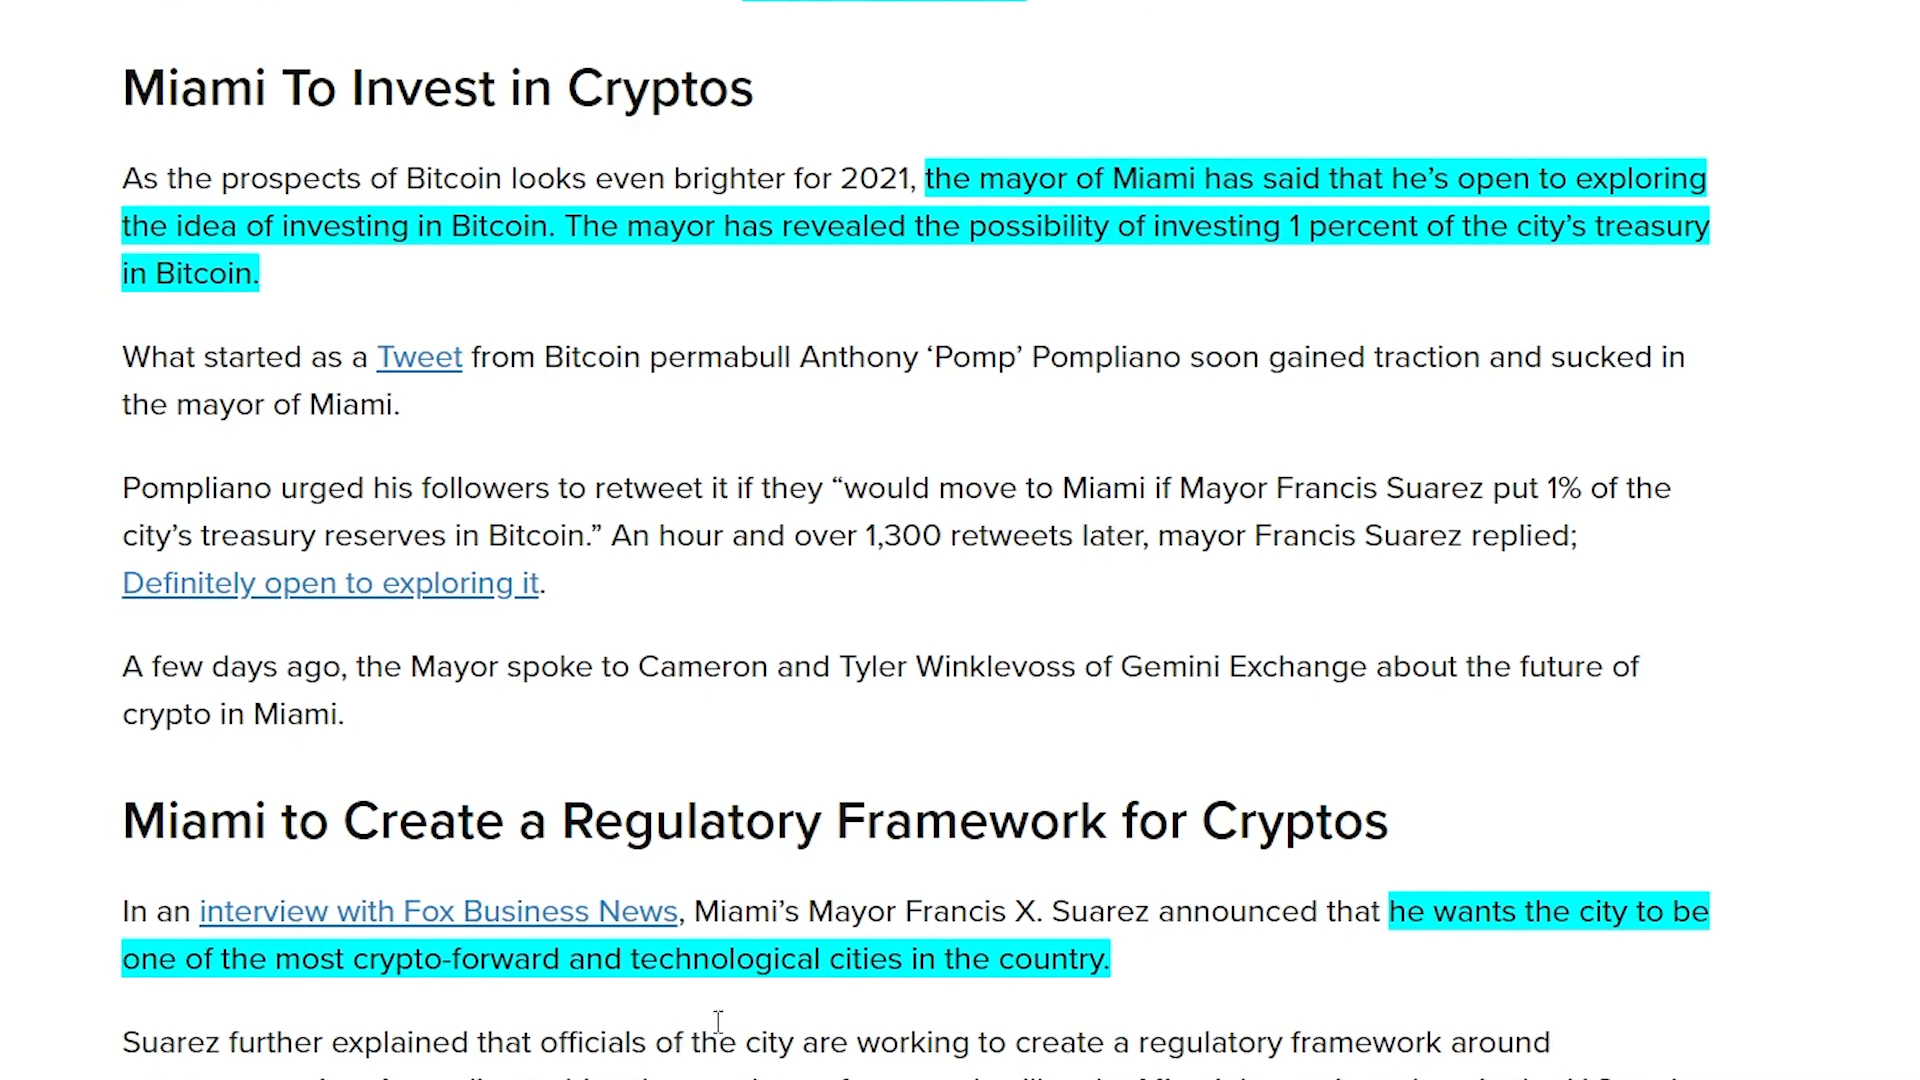 Miami To Invest in Cryptos
As the prospects of Bitcoin looks even brighter for 2021, the mayor of Miami has said that he’s open to exploring
the idea of investing in Bitcoin. The mayor has revealed the possibility of investing 1 percent of the city’s treasury
in Bitcoin.
What started as a Tweet from Bitcoin permabull Anthony ‘Pomp’ Pompliano soon gained traction and sucked in
the mayor of Miami.
Pompliano urged his followers to retweet it if they “would move to Miami if Mayor Francis Suarez put 1% of the
city’s treasury reserves in Bitcoin.” An hour and over 1,300 retweets later, mayor Francis Suarez replied;
Definitely open to exploring it.
A few days ago, the Mayor spoke to Cameron and Tyler Winklevoss of Gemini Exchange about the future of
crypto in Miami.
Miami to Create a Regulatory Framework for Cryptos
In an interview with Fox Business News, Miami’s Mayor Francis X. Suarez announced that he wants the city to be
one of the most crypto-forward and technological cities in the country.
Suarez further explained that officials of the city are working to create a regulatory framework around